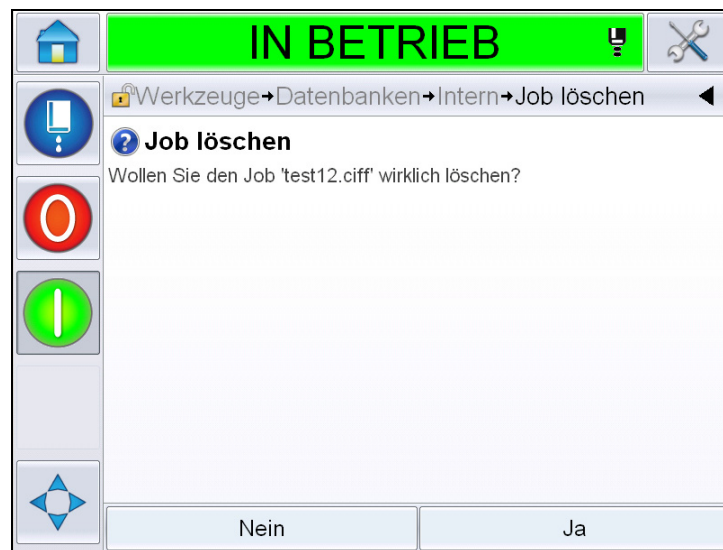 IN BETRIEB
Werkzeuge→Datenbanken→Intern→Job löschen
Job löschen
Wollen Sie den Job 'test12.ciff' wirklich löschen?
Nein
Ja